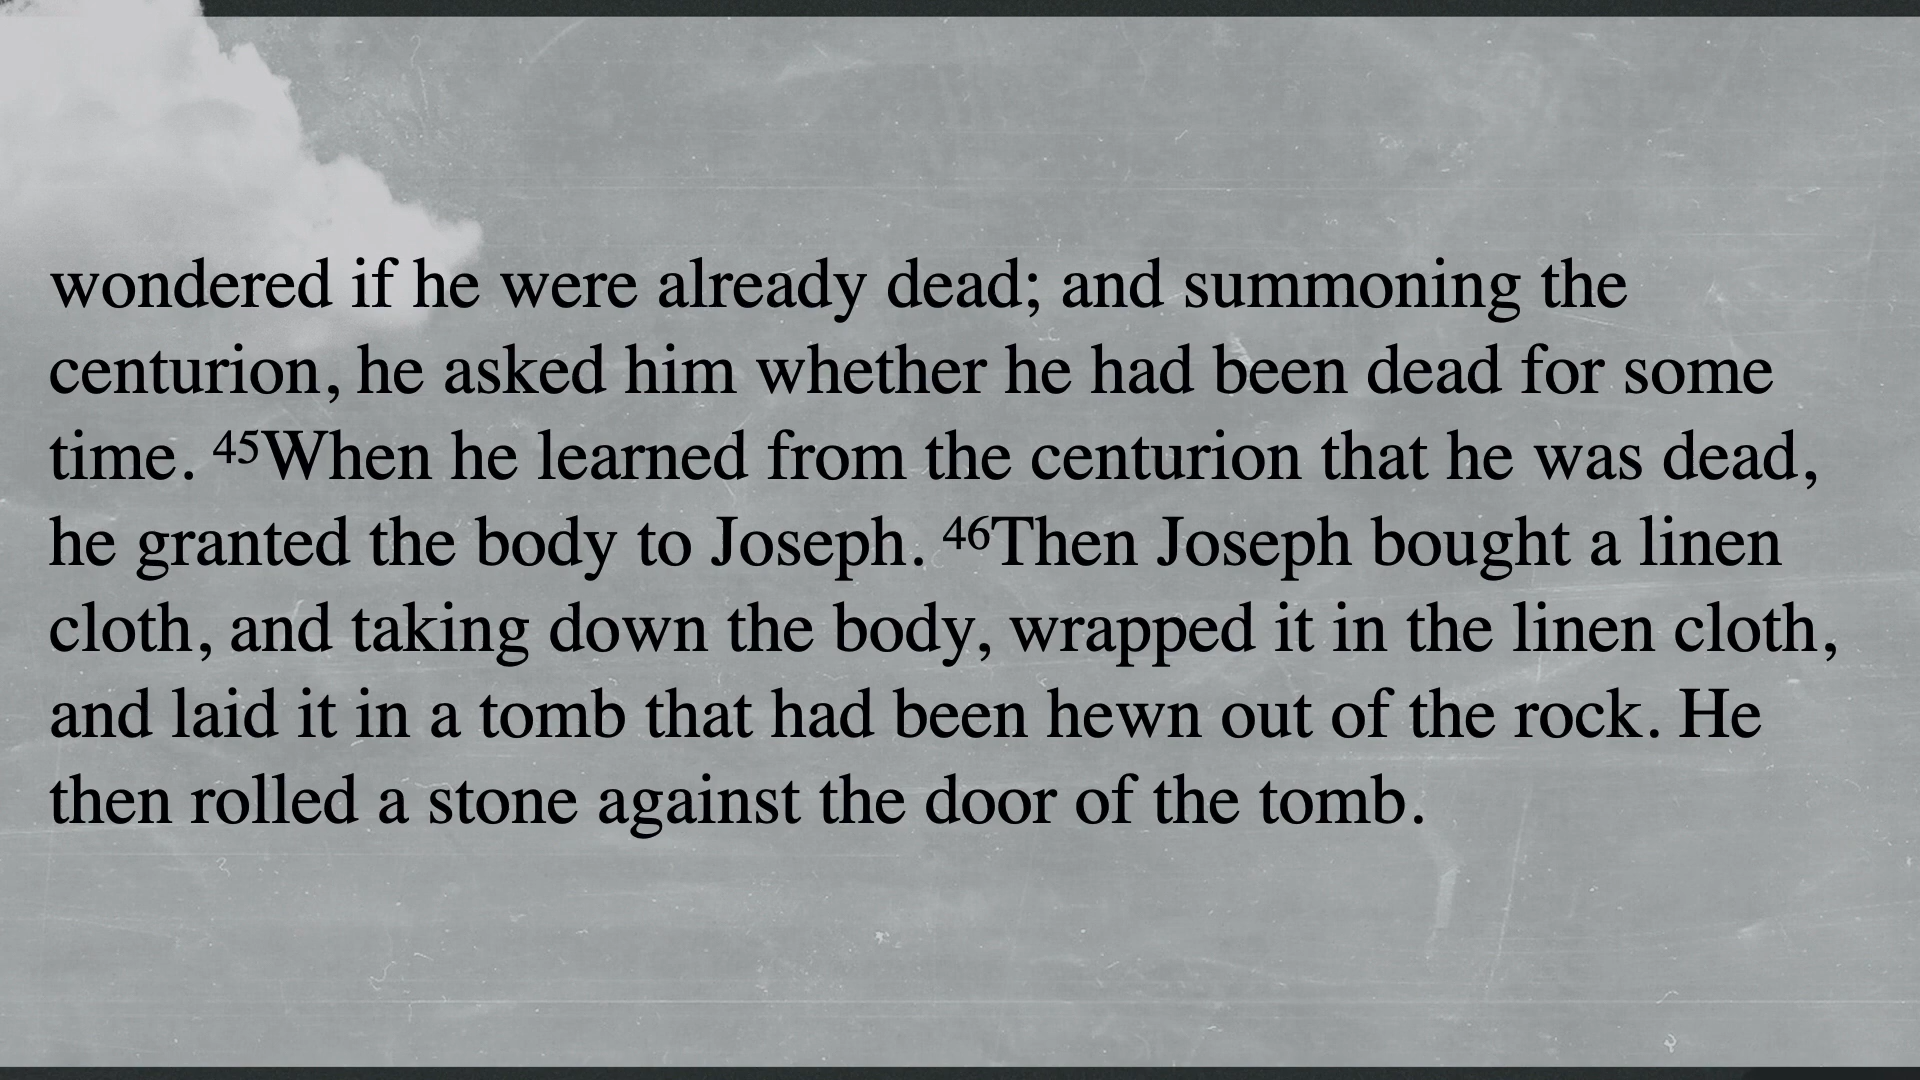 wondered if he were already dead; and summoning the
centurion, he asked him whether he had been dead for some
time. ⁴⁵When he learned from the centurion that he was dead,
he granted the body to Joseph. ⁴⁶Then Joseph bought a linen
cloth, and taking down the body, wrapped it in the linen cloth,
and laid it in a tomb that had been hewn out of the rock. He
then rolled a stone against the door of the tomb.